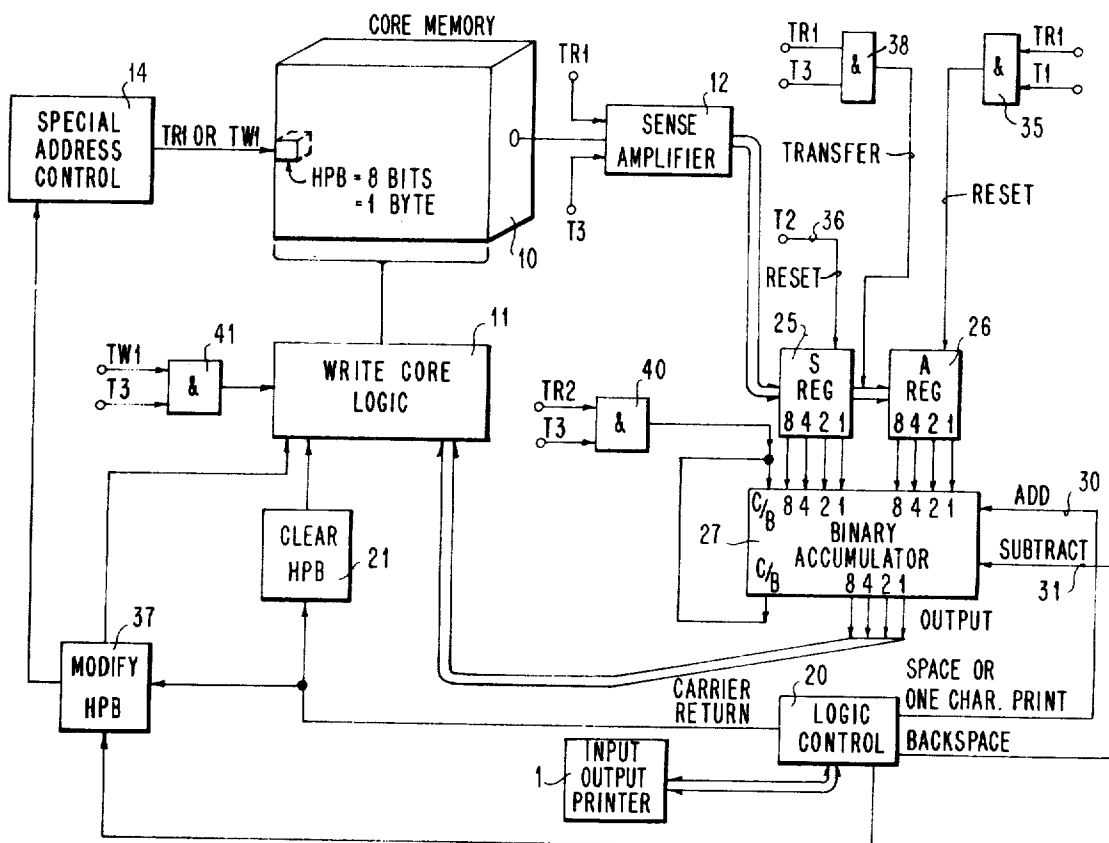 CORE MEMORY
14
SPECIAL
ADDRESS
CONTROL
TR1 OR TW1
HPB = 8 BITS
= 1 BYTE
10
TR1
T3
12
SENSE
AMPLIFIER
TR1
T3
&
38
TRANSFER
&
35
TR1
T1
RESET
T2
36
RESET
25
S
REG
8 4 2 1
26
A
REG
8 4 2 1
TW1
T3
41
&
11
WRITE CORE
LOGIC
TR2
T3
40
&
C/B 8 4 2 1 8 4 2 1
27
BINARY
ACCUMULATOR
C/B
8 4 2 1
ADD
30
SUBTRACT
31
OUTPUT
CLEAR
HPB
21
37
MODIFY
HPB
CARRIER
RETURN
20
LOGIC
CONTROL
SPACE OR
ONE CHAR. PRINT
BACKSPACE
1
INPUT
OUTPUT
PRINTER